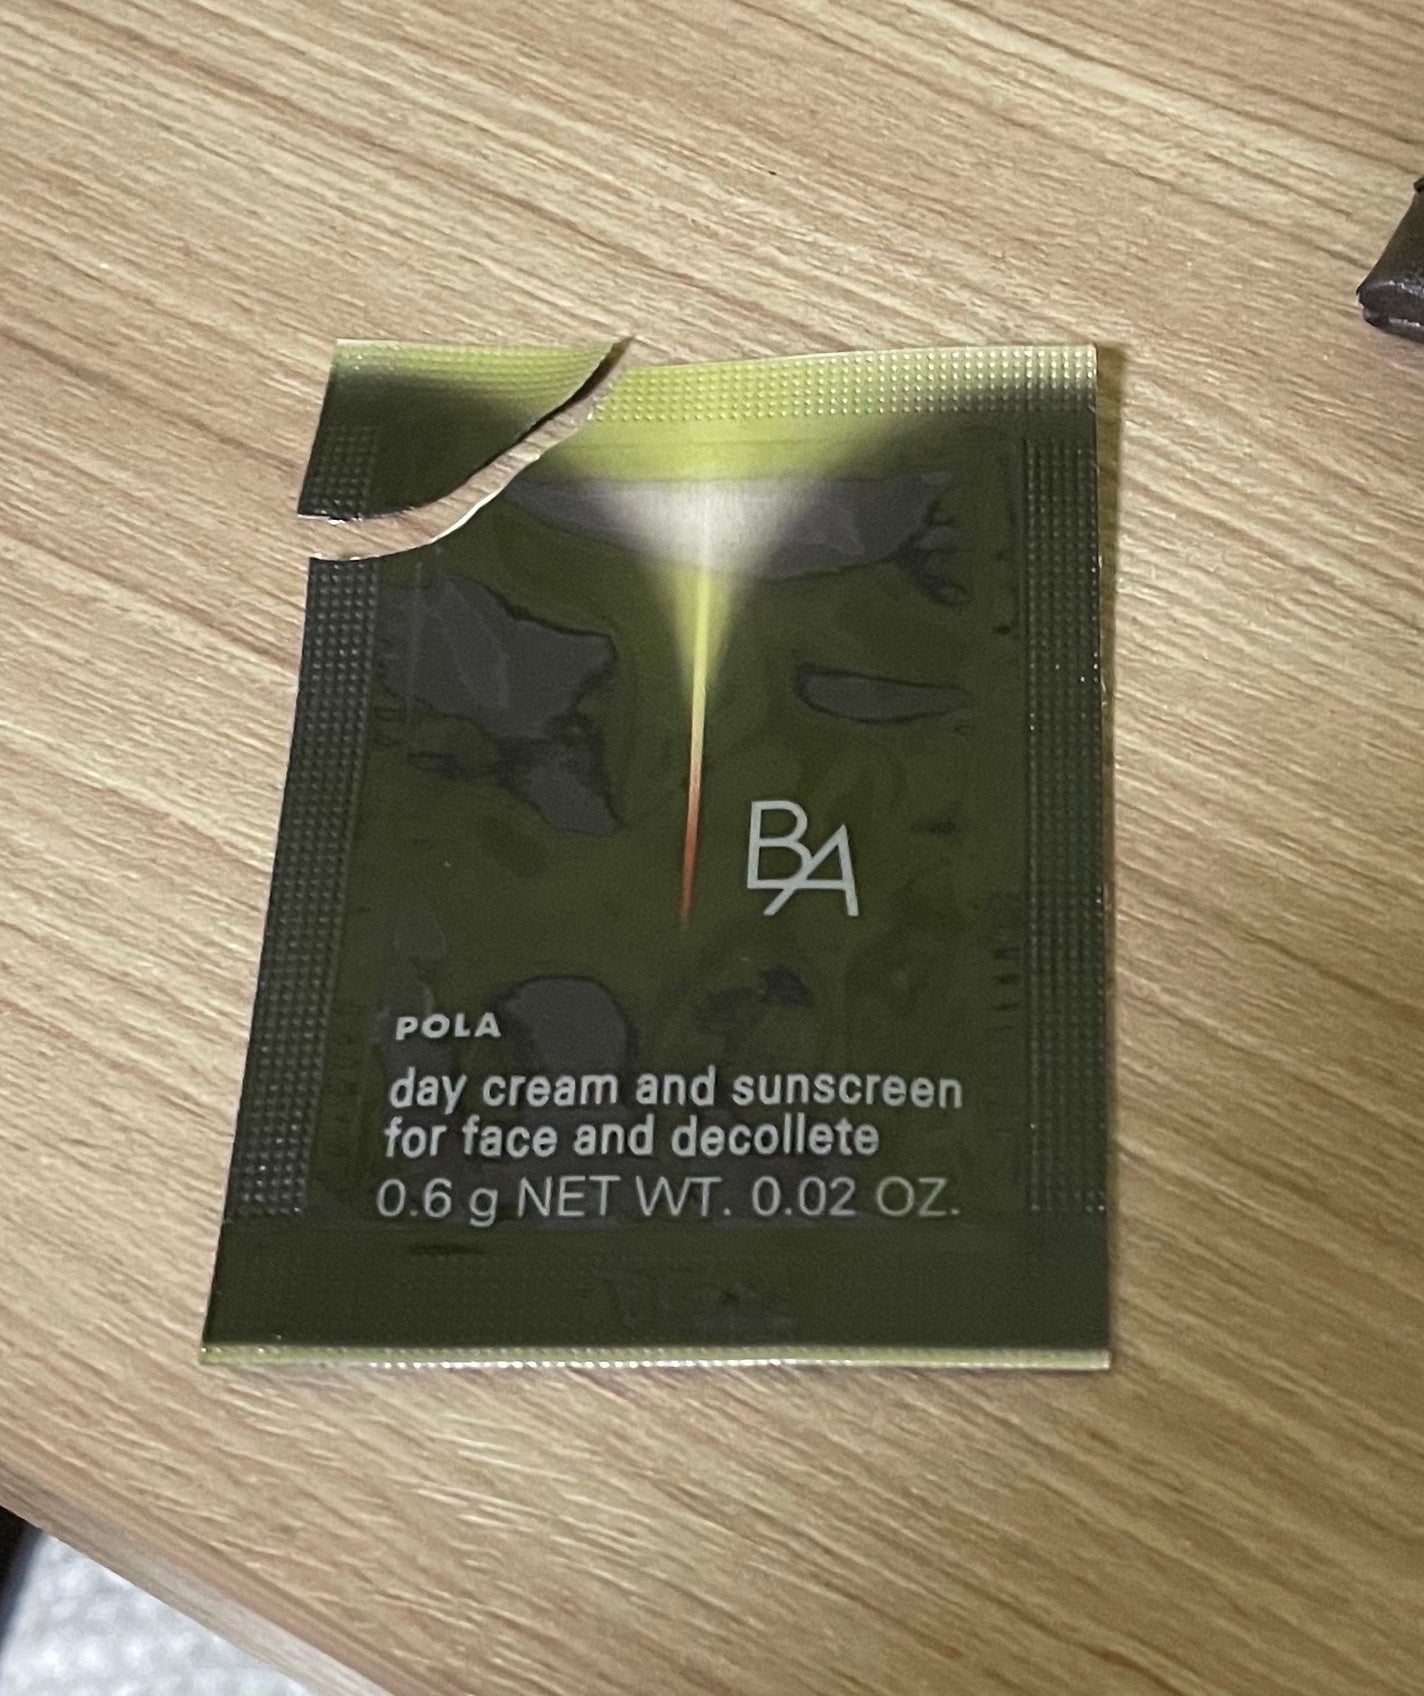 BA
POLA
day cream and sunscreen
for face and decollete
0.6 g NET WT. 0.02 OZ.